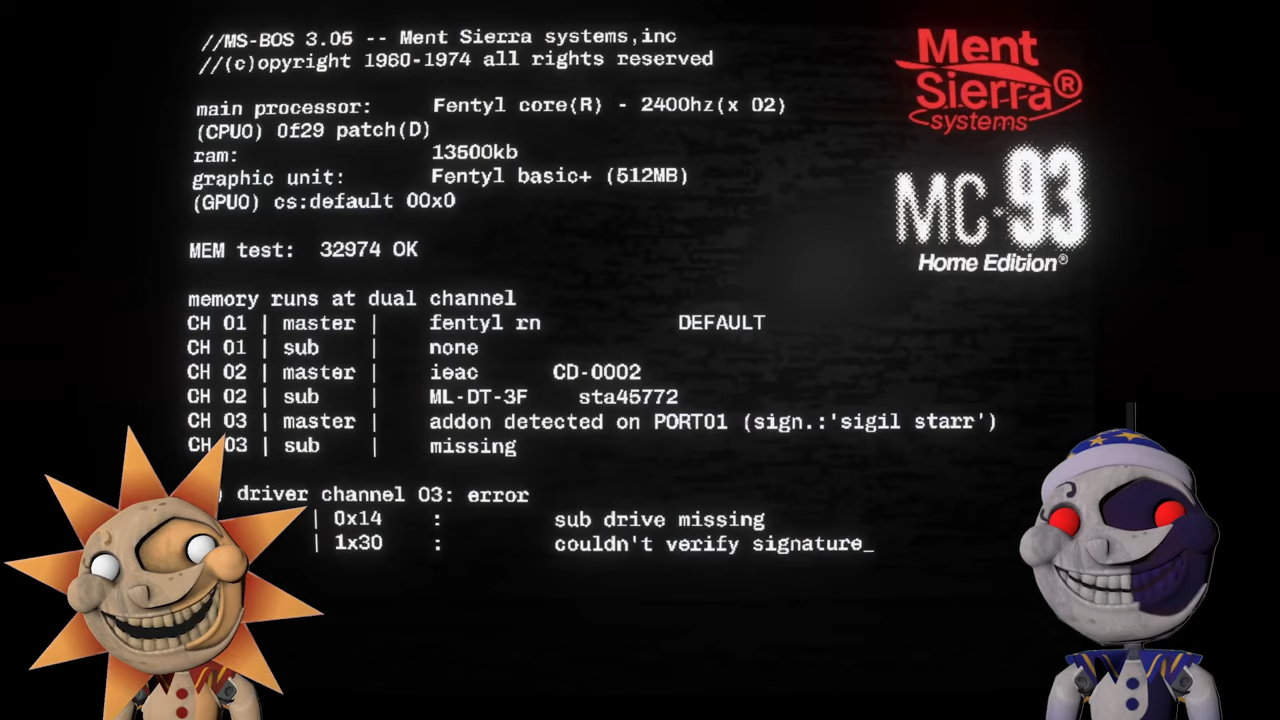 //MS-BOS 3.05 -- Ment Sierra systems,inc
//(c)opyright 1960-1974 all rights reserved
Ment
Sierra®
systems
MC-93
Home Edition®
main processor: Fentyl core(R) - 2400hz(x 02)
(CPU0) 0f29 patch(D)
ram: 13600kb
graphic unit: Fentyl basic+ (512MB)
(GPU0) cs:default 00x0
MEM test: 32974 OK
memory runs at dual channel
CH 01 | master | fentyl rn DEFAULT
CH 01 | sub | none
CH 02 | master | ieac CD-0002
CH 02 | sub | ML-DT-3F sta45772
CH 03 | master | addon detected on PORT01 (sign.:'sigil starr')
CH 03 | sub | missing
driver channel 03: error
| 0x14 : sub drive missing
| 1x30 : couldn't verify signature_